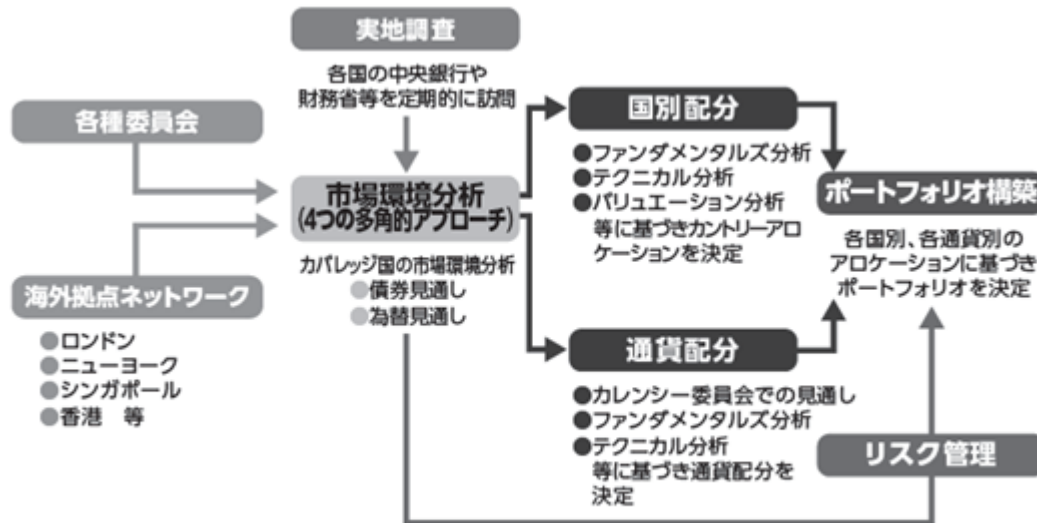 実地調査
各国の中央銀行や
財務省等を定期的に訪問
各種委員会
海外拠点ネットワーク
●ロンドン
●ニューヨーク
●シンガポール
●香港 等
市場環境分析
(4つの多角的アプローチ)
カバレッジ国の市場環境分析
●債券見通し
●為替見通し
国別配分
●ファンダメンタルズ分析
●テクニカル分析
●バリュエーション分析
等に基づきカントリーアロ
ケーションを決定
通貨配分
●カレンシー委員会での見通し
●ファンダメンタルズ分析
●テクニカル分析
等に基づき通貨配分を
決定
ポートフォリオ構築
各国別、各通貨別の
アロケーションに基づき
ポートフォリオを決定
リスク管理